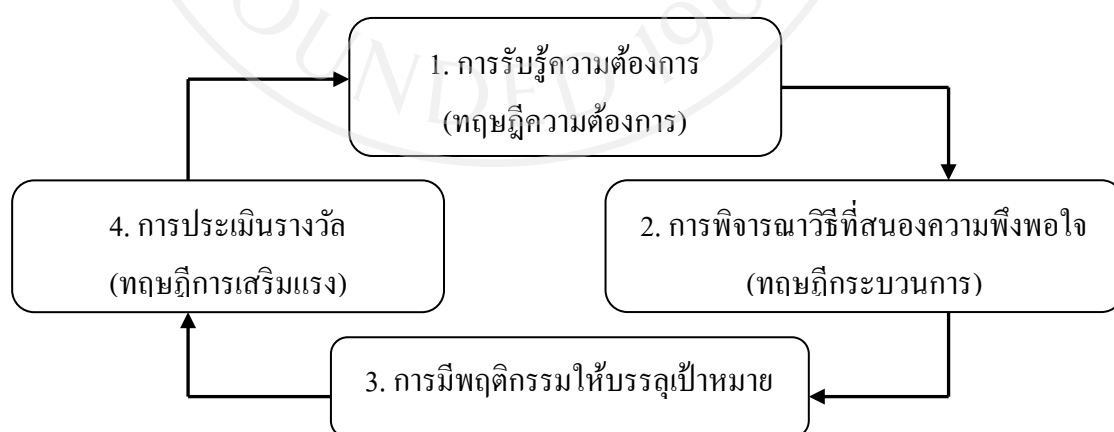 OUNDED 196
1. การรับรู้ความต้องการ
(ทฤษฎีความต้องการ)
4. การประเมินรางวัล
(ทฤษฎีการเสริมแรง)
2. การพิจารณาวิธีที่สนองความพึงพอใจ
(ทฤษฎีกระบวนการ)
3. การมีพฤติกรรมให้บรรลุเป้าหมาย